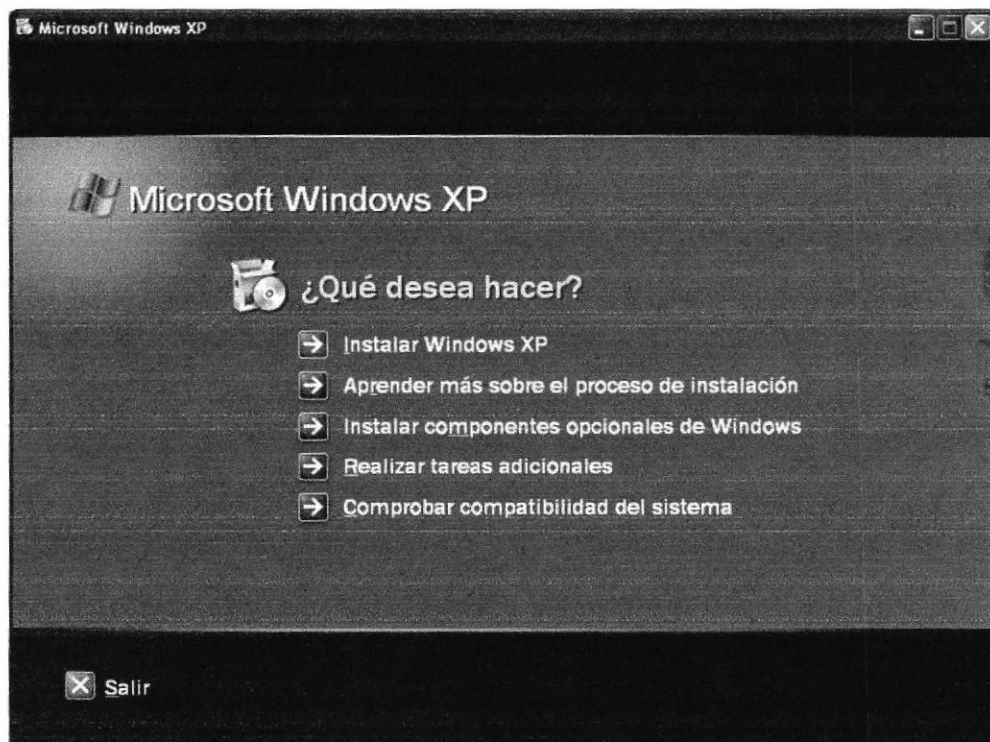 Microsoft Windows XP
Microsoft Windows XP
¿Qué desea hacer?
Instalar Windows XP
Aprender más sobre el proceso de instalación
Instalar componentes opcionales de Windows
Realizar tareas adicionales
Comprobar compatibilidad del sistema
Salir